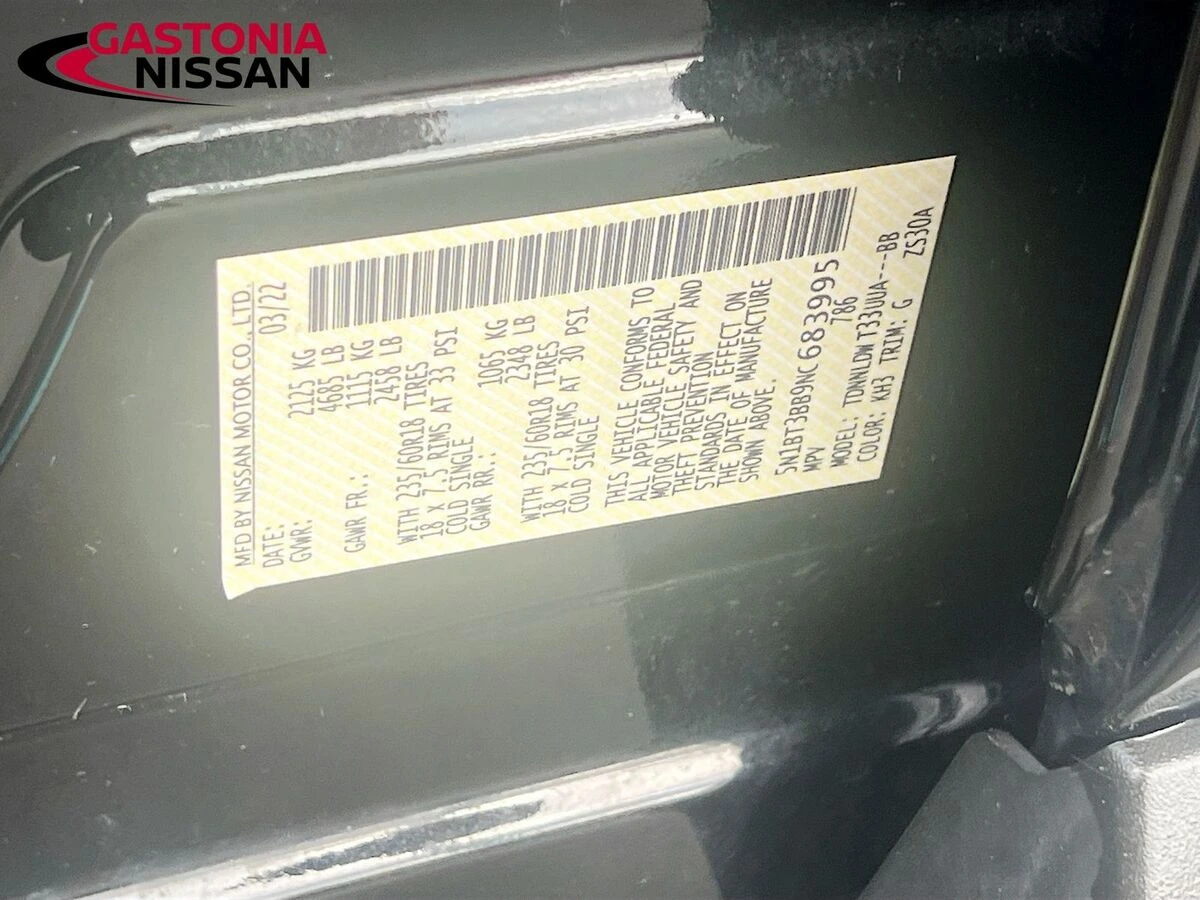 GASTONIA
NISSAN
MFD BY NISSAN MOTOR CO., LTD.
DATE: 03/22
GVWR: 2125 KG
4685 LB
GAWR FR.: 1115 KG
2458 LB
WITH 235/60R18 TIRES
18 X 7.5 RIMS AT 33 PSI
COLD SINGLE
GAWR RR.: 1065 KG
2348 LB
WITH 235/60R18 TIRES
18 X 7.5 RIMS AT 30 PSI
COLD SINGLE
THIS VEHICLE CONFORMS TO
ALL APPLICABLE FEDERAL
MOTOR VEHICLE SAFETY AND
THEFT PREVENTION
STANDARDS IN EFFECT ON
THE DATE OF MANUFACTURE
SHOWN ABOVE.
5N1BT3BB9NC683995
MPV 786
MODEL: TDNNLDW T33UUA---BB
COLOR: KH3 TRIM: G ZS30A